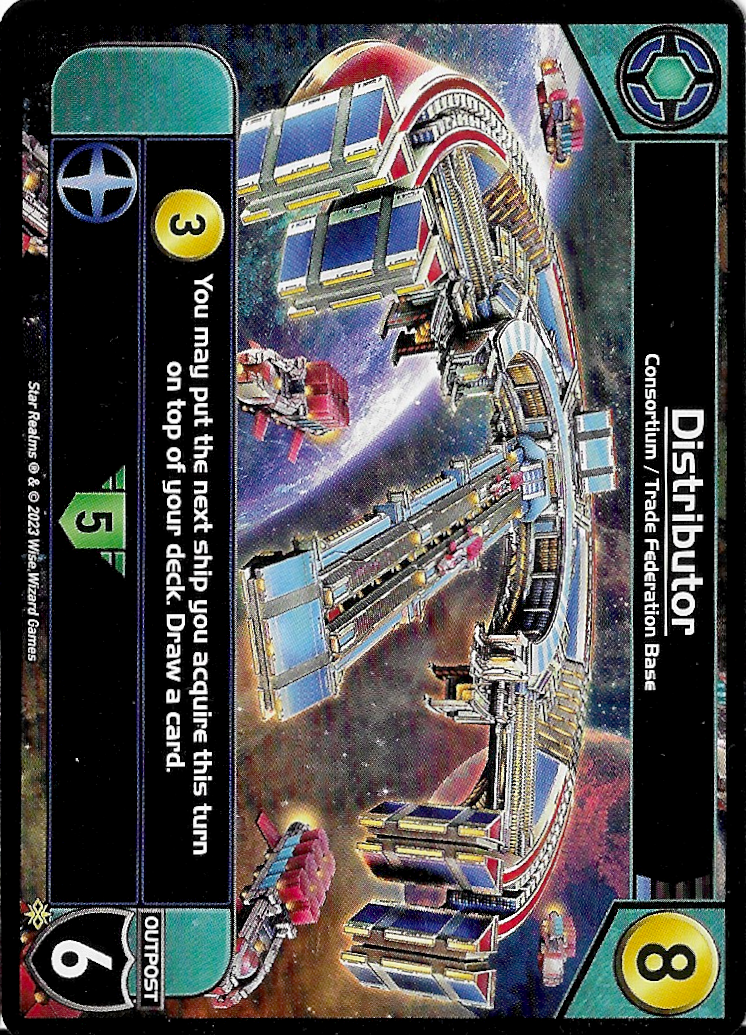 Distributor
Consortium / Trade Federation Base
8
3
You may put the next ship you acquire this turn
on top of your deck. Draw a card.
5
OUTPOST
6
Star Realms ® & © 2023 Wise Wizard Games